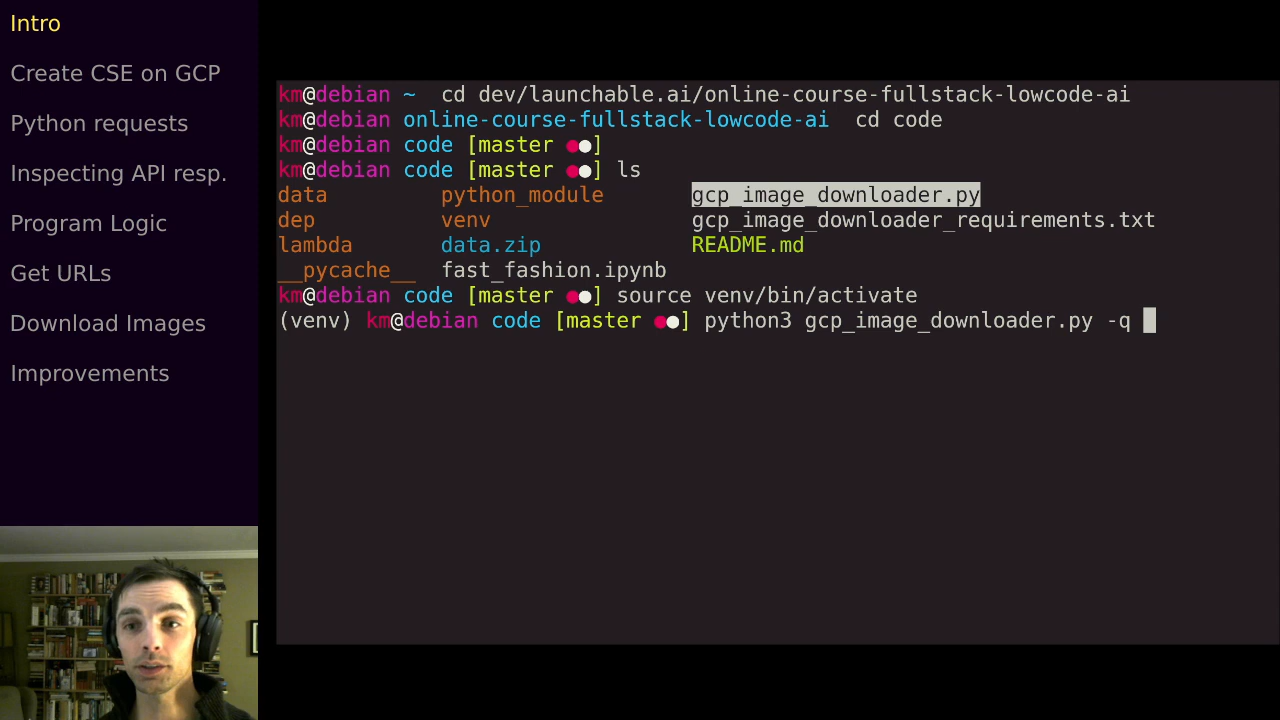 Intro
Create CSE on GCP
Python requests
Inspecting API resp.
Program Logic
Get URLs
Download Images
Improvements
km@debian ~  cd dev/launchable.ai/online-course-fullstack-lowcode-ai
km@debian online-course-fullstack-lowcode-ai  cd code
km@debian code [master ●●]
km@debian code [master ●●] ls
data         python_module       gcp_image_downloader.py
dep          venv                gcp_image_downloader_requirements.txt
lambda       data.zip            README.md
__pycache__  fast_fashion.ipynb
km@debian code [master ●●] source venv/bin/activate
(venv) km@debian code [master ●●] python3 gcp_image_downloader.py -q